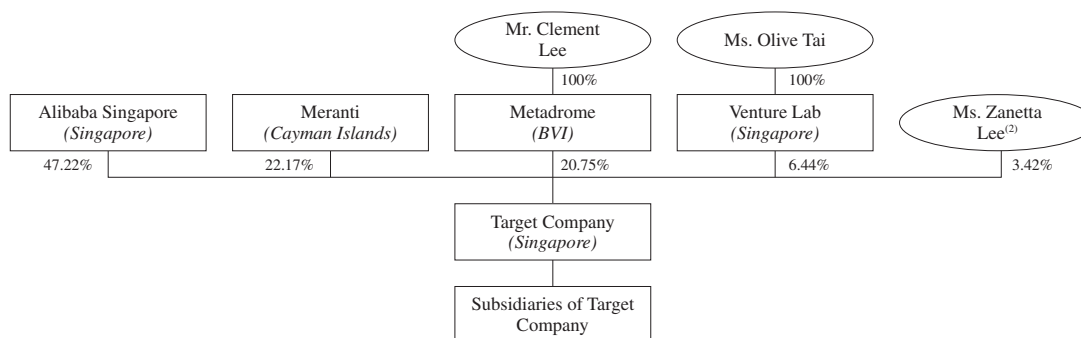 Mr. Clement
Lee
Ms. Olive Tai
100%
100%
Alibaba Singapore
(Singapore)
Meranti
(Cayman Islands)
Metadrome
(BVI)
Venture Lab
(Singapore)
Ms. Zanetta
Lee(2)
47.22%
22.17%
20.75%
6.44%
3.42%
Target Company
(Singapore)
Subsidiaries of Target
Company